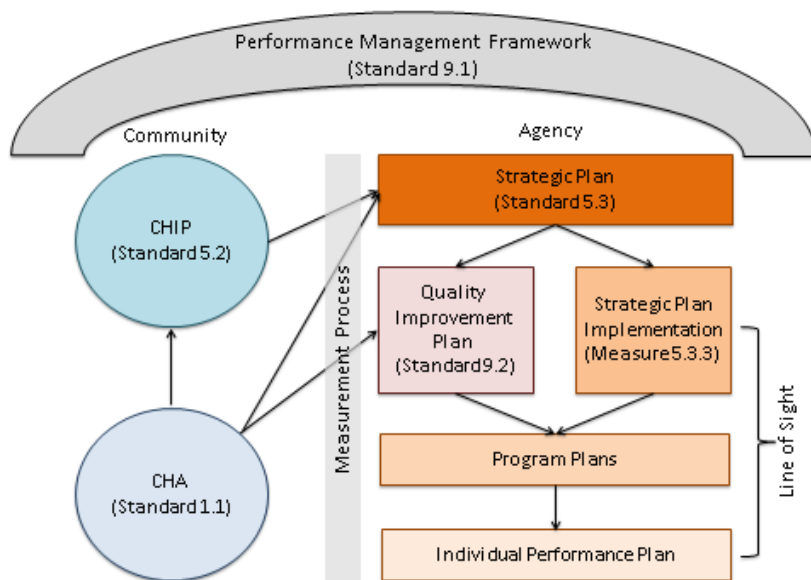 Performance Management Framework
(Standard 9.1)
Community
Agency
CHIP
(Standard 5.2)
CHA
(Standard 1.1)
Measurement Process
Strategic Plan
(Standard 5.3)
Quality
Improvement
Plan
(Standard 9.2)
Strategic Plan
Implementation
(Measure 5.3.3)
Program Plans
Individual Performance Plan
Line of Sight